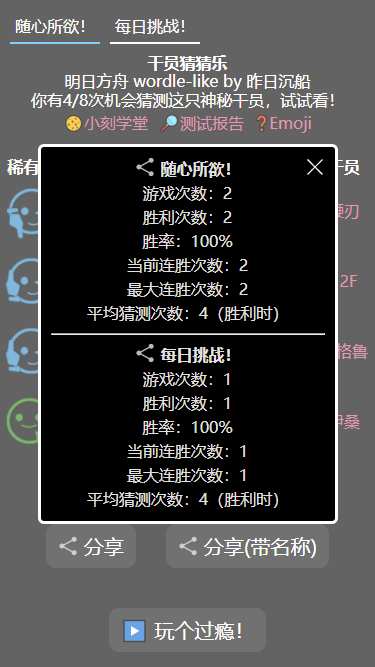 随心所欲！ 每日挑战！
干员猜猜乐
明日方舟 wordle-like by 昨日沉船
你有4/8次机会猜测这只神秘干员，试试看！
小刻学堂 测试报告 ❓Emoji
稀有
随心所欲！
游戏次数：2
胜利次数：2
胜率：100%
当前连胜次数：2
最大连胜次数：2
平均猜测次数：4（胜利时）
每日挑战！
游戏次数：1
胜利次数：1
胜率：100%
当前连胜次数：1
最大连胜次数：1
平均猜测次数：4（胜利时）
员
刃
2F
格鲁
桑
分享 分享(带名称)
玩个过瘾！